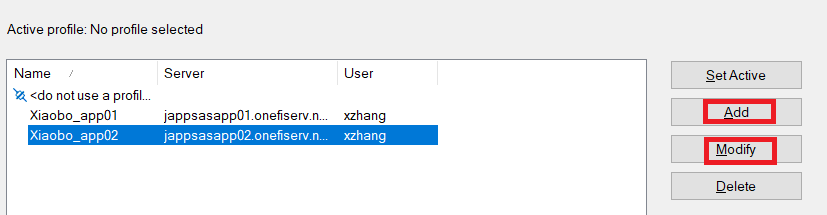 Active profile: No profile selected
Name / Server User
<do not use a profil...
Xiaobo_app01 jappsasapp01.onefiserv.n... xzhang
Xiaobo_app02 jappsasapp02.onefiserv.n... xzhang
Set Active
Add
Modify
Delete